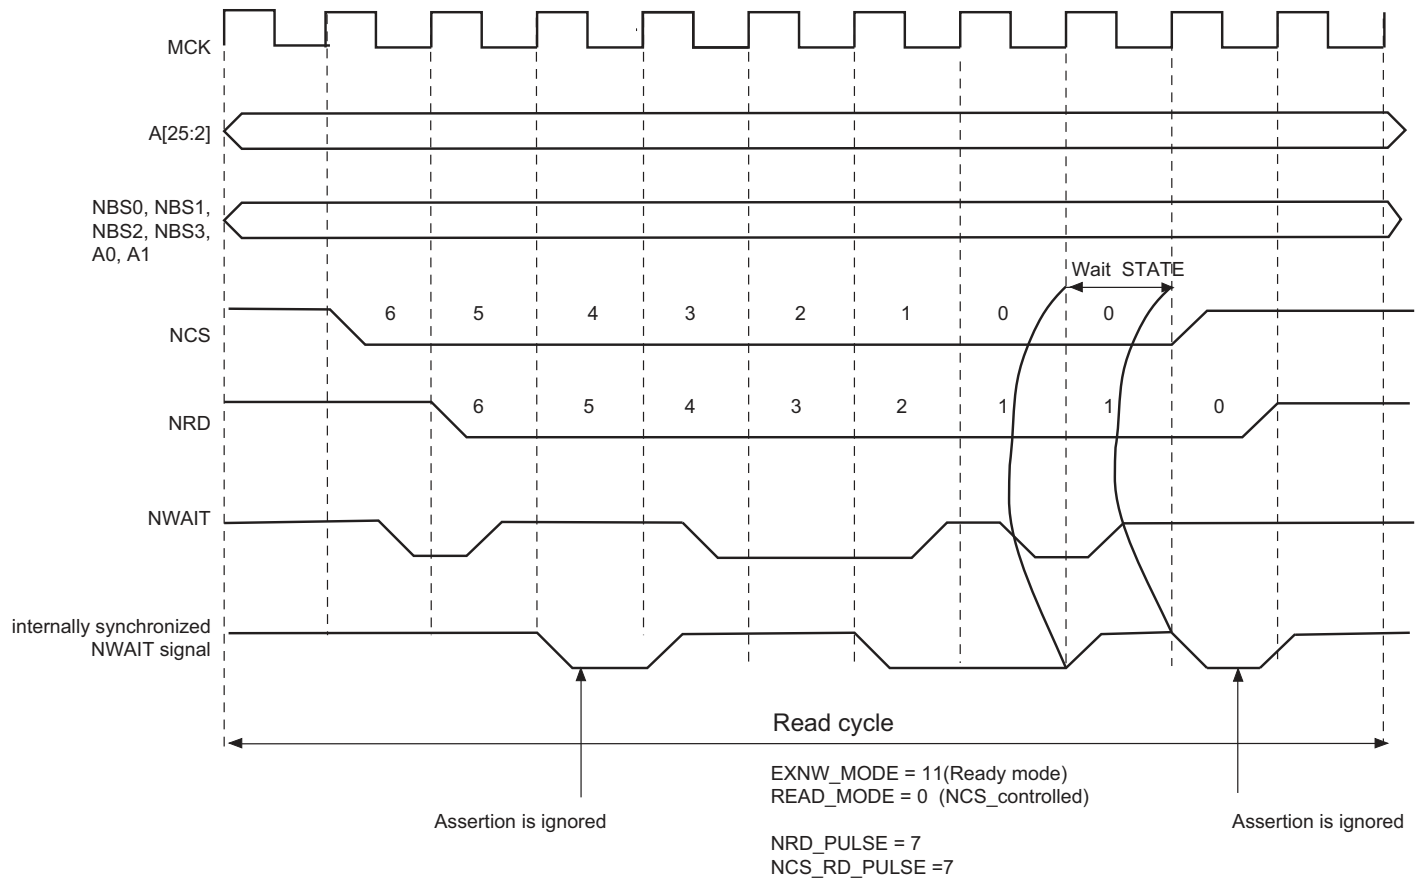 MCK
A[25:2]
NBS0, NBS1,
NBS2, NBS3,
A0, A1
Wait STATE
NCS
6 5 4 3 2 1 0 0
NRD
6 5 4 3 2 1 1 0
NWAIT
internally synchronized
NWAIT signal
Read cycle
EXNW_MODE = 11(Ready mode)
READ_MODE = 0 (NCS_controlled)
Assertion is ignored
Assertion is ignored
NRD_PULSE = 7
NCS_RD_PULSE =7